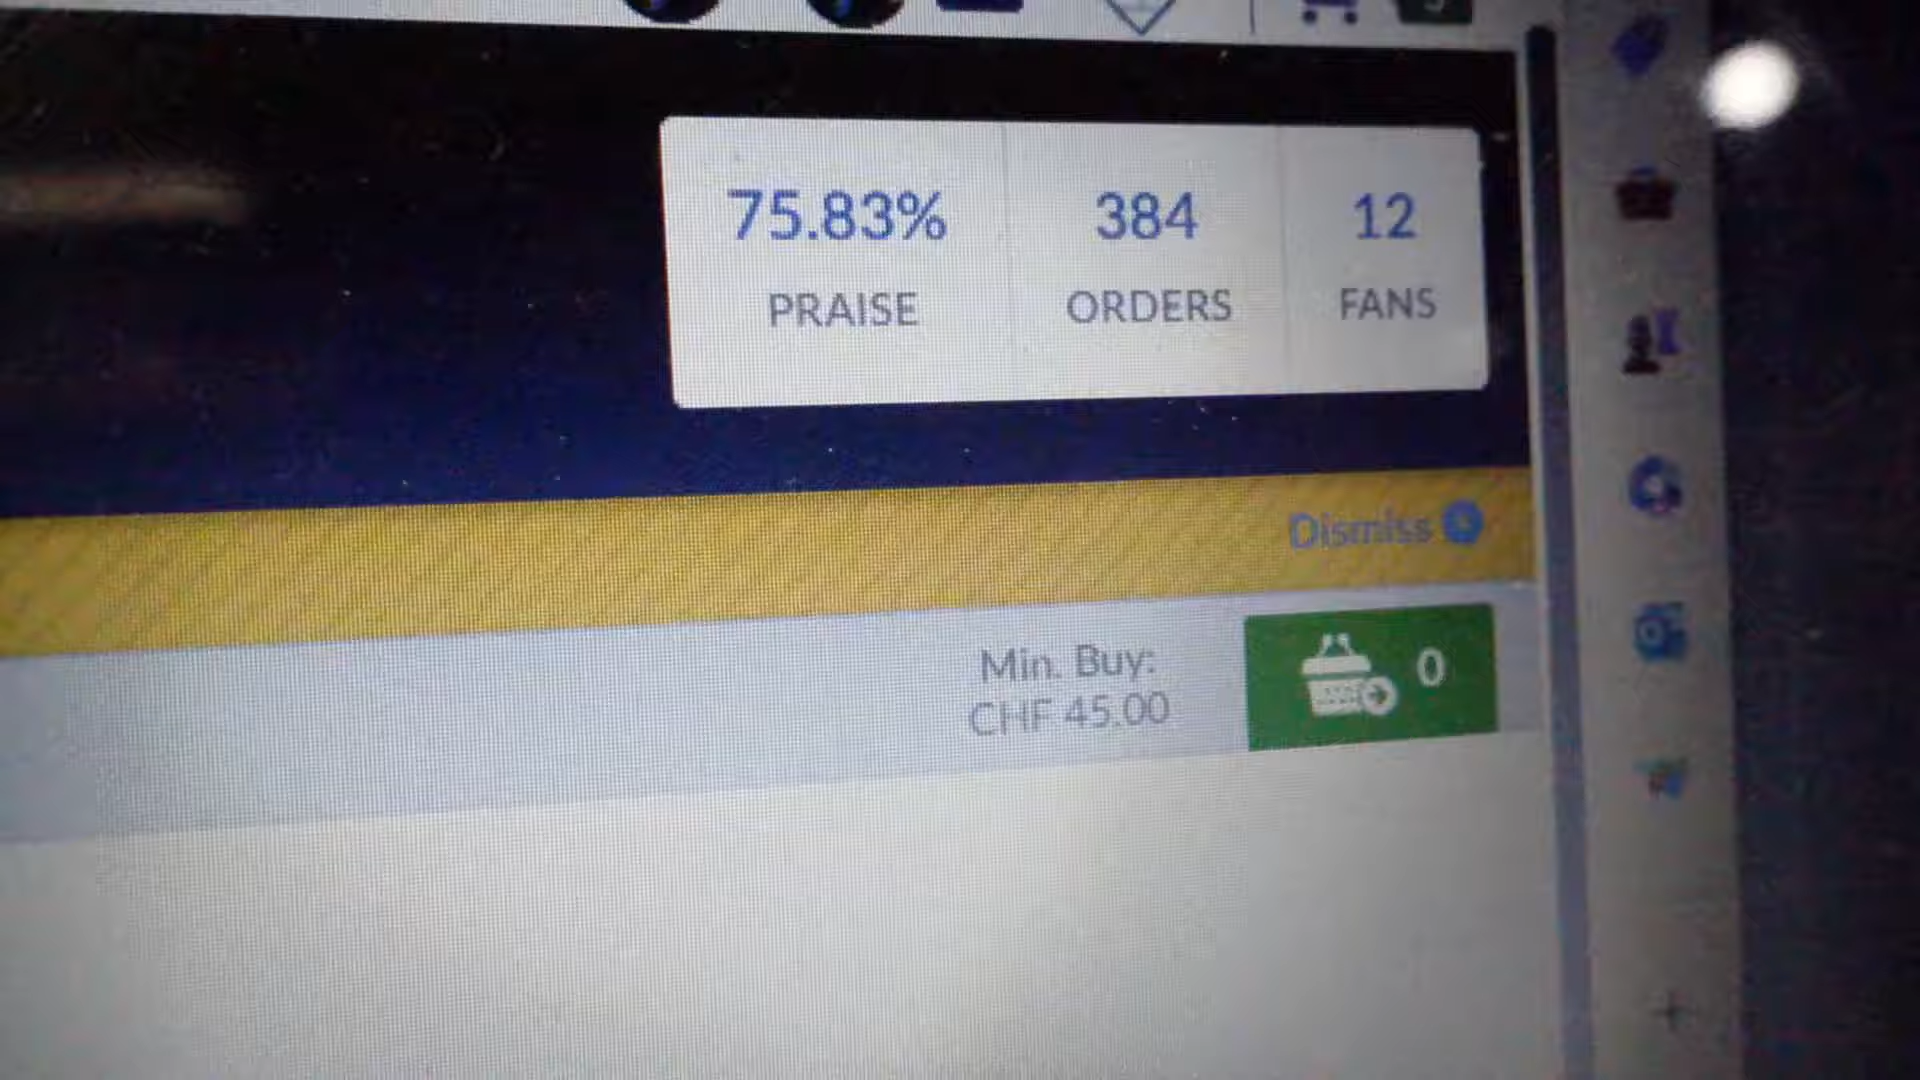 75.83% 384 12
PRAISE ORDERS FANS
Dismiss
Min. Buy:
CHF 45.00
0